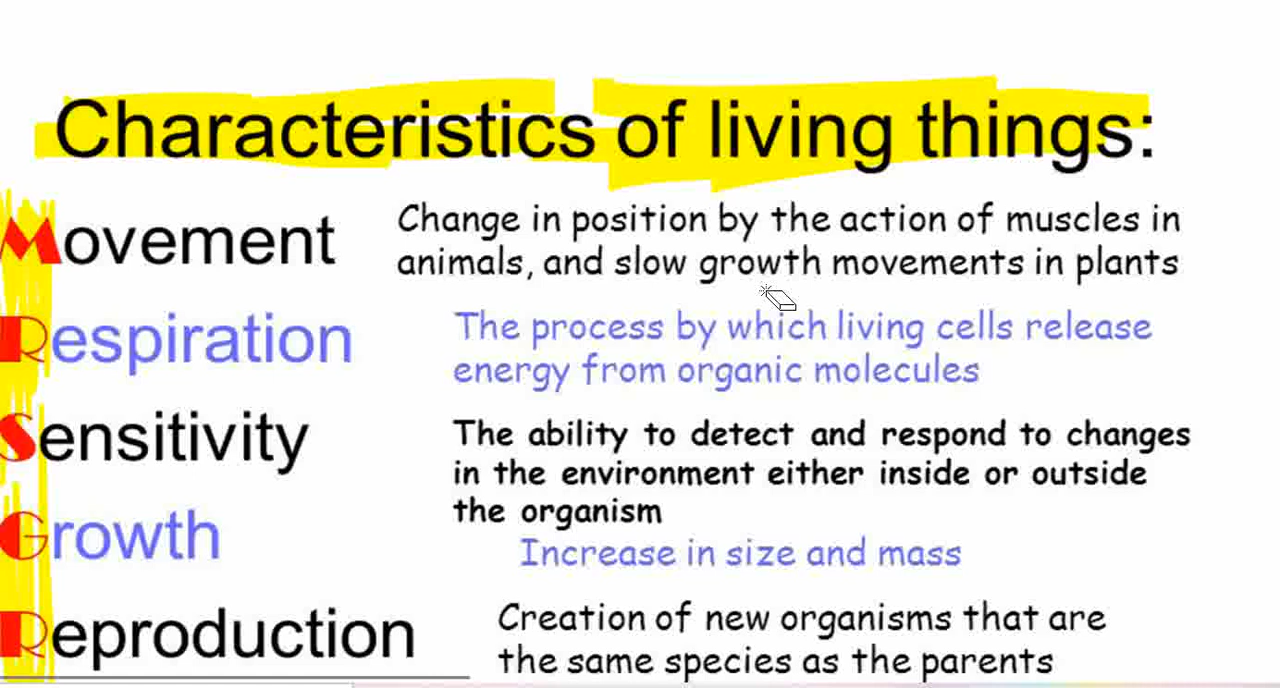 Characteristics of living things:
Movement
Change in position by the action of muscles in
animals, and slow growth movements in plants
Respiration
The process by which living cells release
energy from organic molecules
Sensitivity
The ability to detect and respond to changes
in the environment either inside or outside
the organism
Growth
Increase in size and mass
Reproduction
Creation of new organisms that are
the same species as the parents